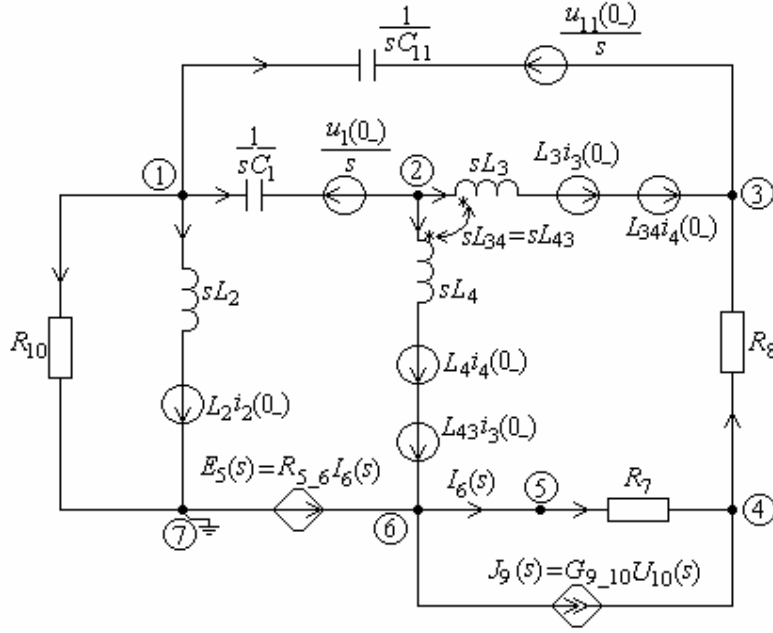 1/sC₁₁ u₁₁(0_)/s
1/sC₁ u₁(0_)/s
① ② sL₃ L₃i₃(0_) ③
sL₃₄=sL₄₃ L₃₄i₄(0_)
sL₂ sL₄
R₁₀ L₄i₄(0_) R₈
L₂i₂(0_)
L₄₃i₃(0_)
E₅(s)=R₅_₆I₆(s) I₆(s) ⑤ R₇
⑦ ⑥ ④
J₉(s)=G₉_₁₀U₁₀(s)